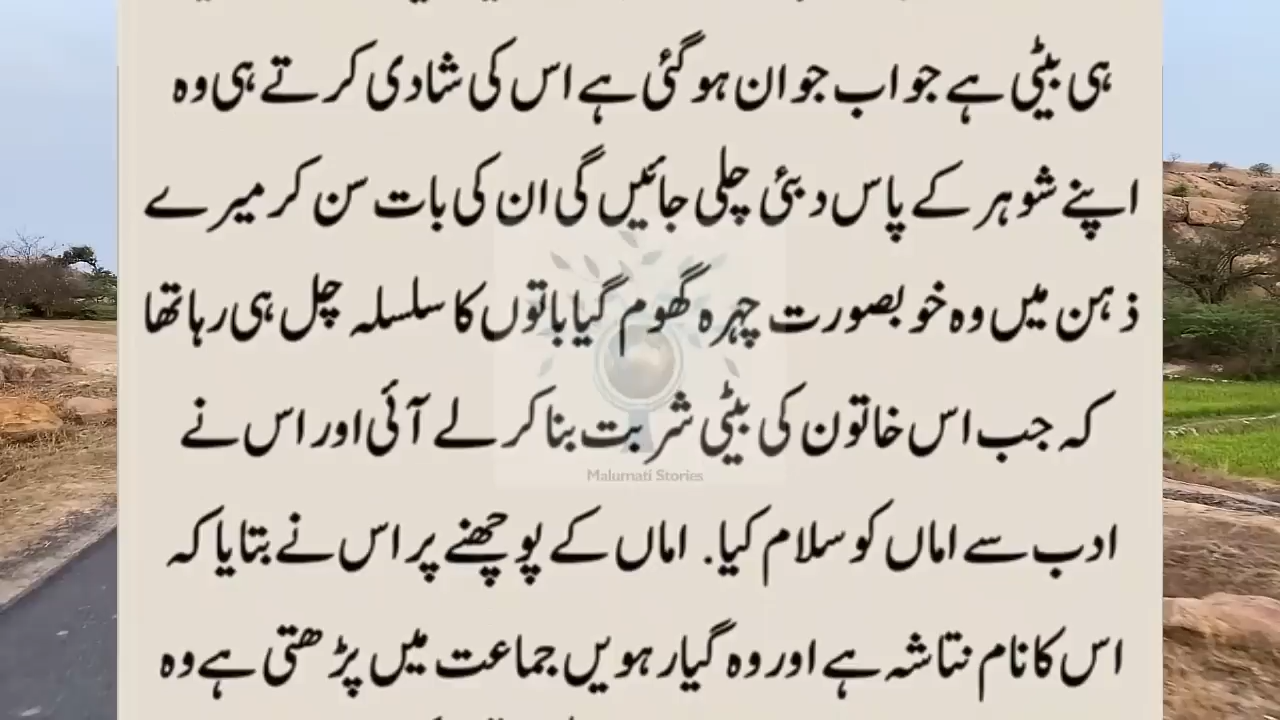 ہی بیٹی ہے جو اب جوان ہو گئی ہے اس کی شادی کرتے ہی وہ
اپنے شوہر کے پاس دبئی چلی جائیں گی ان کی بات سن کر میرے
ذہن میں وہ خوبصورت چہرہ گھوم گیا باتوں کا سلسلہ چل ہی رہا تھا
کہ جب اس خاتون کی بیٹی شربت بنا کر لے آئی اور اس نے
Malumati Stories
ادب سے اماں کو سلام کیا. اماں کے پوچھنے پر اس نے بتایا کہ
اس کا نام نتاشہ ہے اور وہ گیارہویں جماعت میں پڑھتی ہے وہ